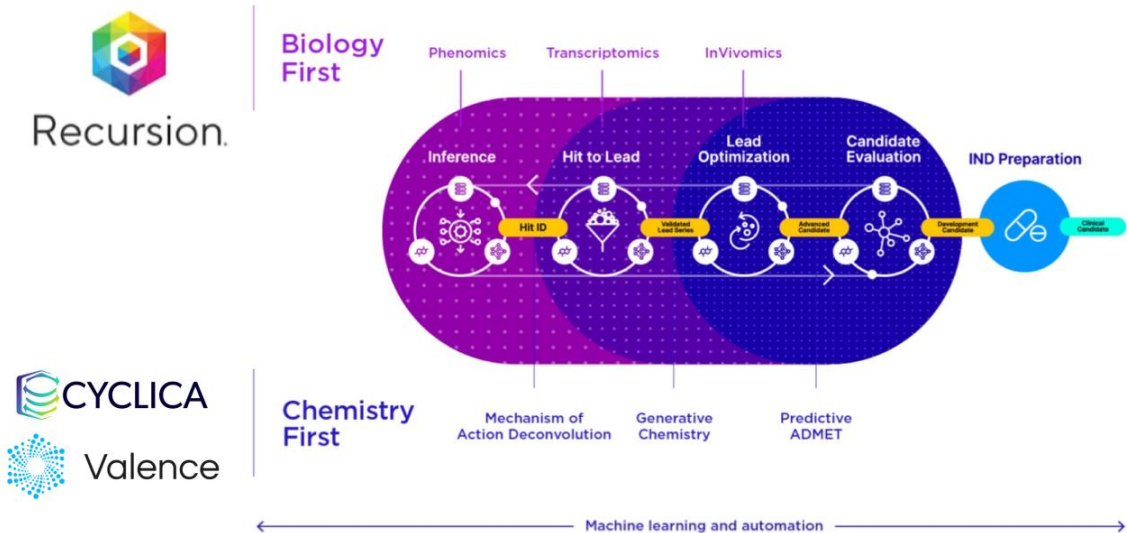 Recursion.
Biology
First
Phenomics
Transcriptomics
InVivomics
Inference
Hit to Lead
Lead
Optimization
Candidate
Evaluation
IND Preparation
Hit ID
Validated
Lead Series
Advanced
Candidate
Development
Candidate
Clinical
Candidate
CYCLICA
Valence
Chemistry
First
Mechanism of
Action Deconvolution
Generative
Chemistry
Predictive
ADMET
Machine learning and automation